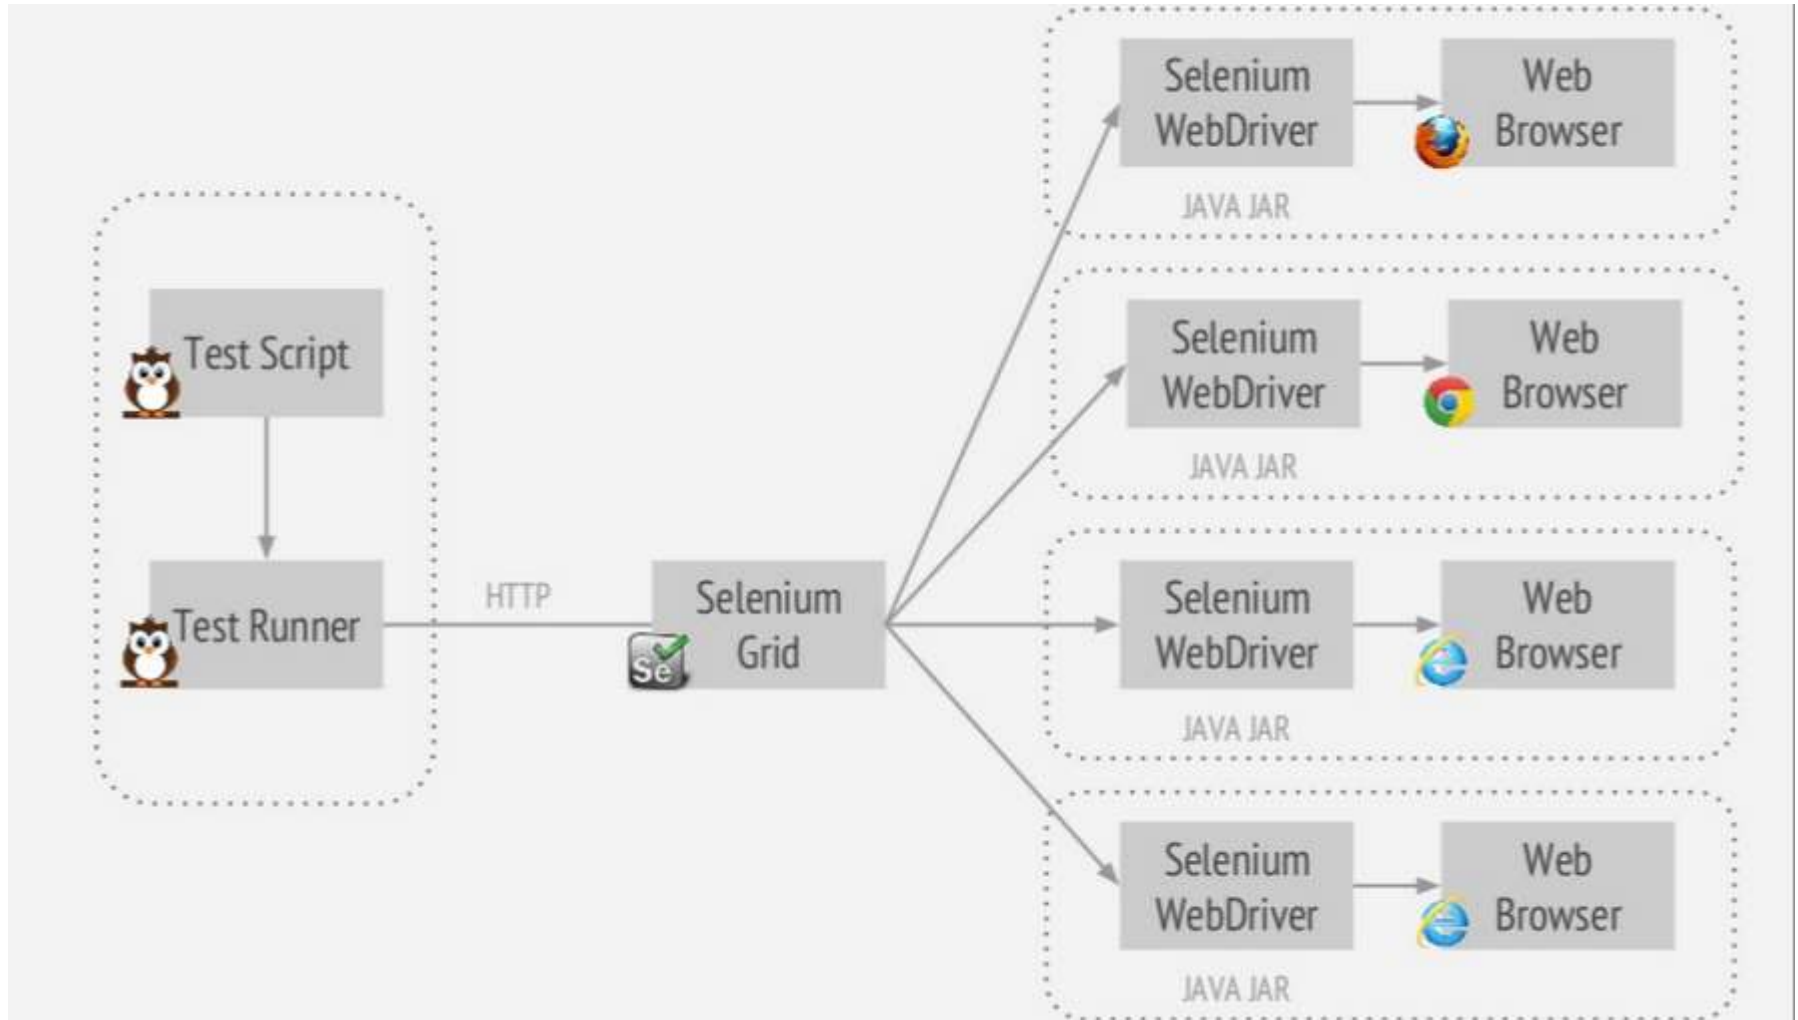 Test Script
Test Runner
HTTP
Se
Selenium
Grid
Selenium
WebDriver
Web
Browser
JAVA JAR
Selenium
WebDriver
Web
Browser
JAVA JAR
Selenium
WebDriver
Web
Browser
JAVA JAR
Selenium
WebDriver
Web
Browser
JAVA JAR